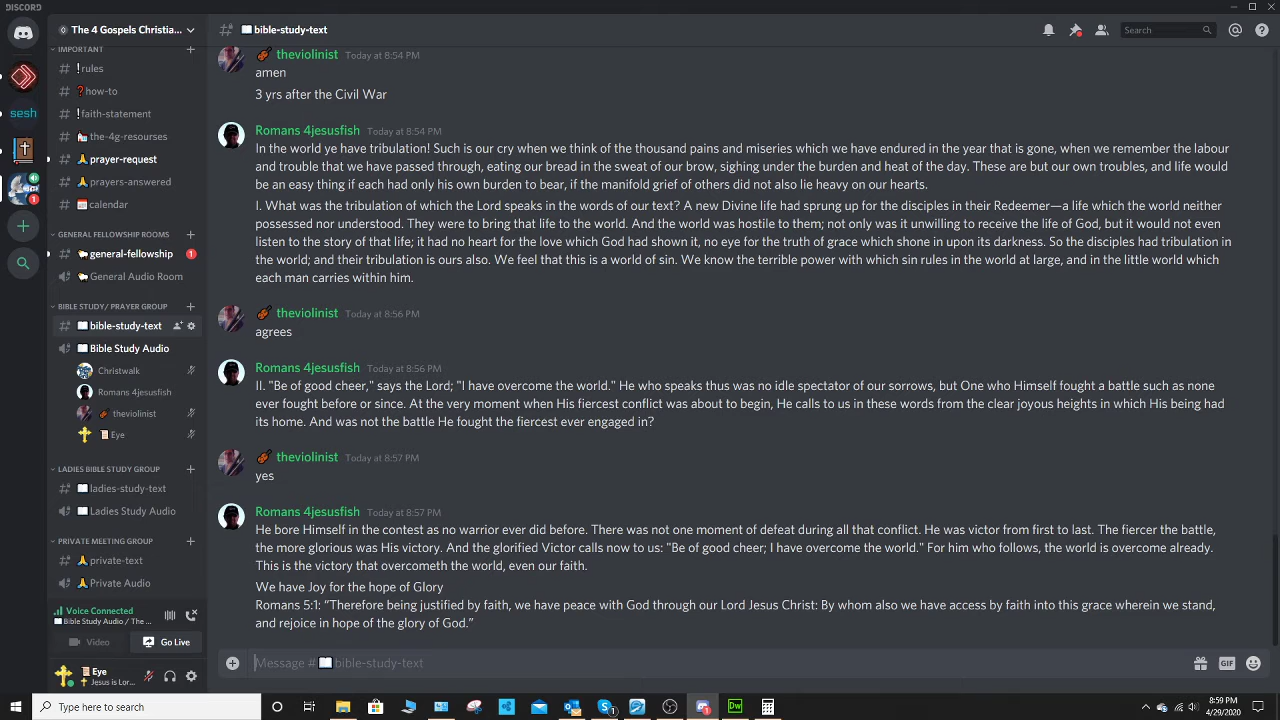 DISCORD
The 4 Gospels Christia...
IMPORTANT
!rules
?how-to
!faith-statement
the-4g-resourses
prayer-request
prayers-answered
calendar
GENERAL FELLOWSHIP ROOMS
general-fellowship 1
General Audio Room
BIBLE STUDY/ PRAYER GROUP
bible-study-text
Bible Study Audio
Christwalk
Romans 4jesusfish
theviolinist
Eye
LADIES BIBLE STUDY GROUP
ladies-study-text
Ladies Study Audio
PRIVATE MEETING GROUP
private-text
Private Audio
Voice Connected
Bible Study Audio / The ...
Video Go Live
Eye
Jesus is Lor...
sesh
1
# bible-study-text
Search
theviolinist Today at 8:54 PM
amen
3 yrs after the Civil War
Romans 4jesusfish Today at 8:54 PM
In the world ye have tribulation! Such is our cry when we think of the thousand pains and miseries which we have endured in the year that is gone, when we remember the labour
and trouble that we have passed through, eating our bread in the sweat of our brow, sighing under the burden and heat of the day. These are but our own troubles, and life would
be an easy thing if each had only his own burden to bear, if the manifold grief of others did not also lie heavy on our hearts.
I. What was the tribulation of which the Lord speaks in the words of our text? A new Divine life had sprung up for the disciples in their Redeemer—a life which the world neither
possessed nor understood. They were to bring that life to the world. And the world was hostile to them; not only was it unwilling to receive the life of God, but it would not even
listen to the story of that life; it had no heart for the love which God had shown it, no eye for the truth of grace which shone in upon its darkness. So the disciples had tribulation in
the world; and their tribulation is ours also. We feel that this is a world of sin. We know the terrible power with which sin rules in the world at large, and in the little world which
each man carries within him.
theviolinist Today at 8:56 PM
agrees
Romans 4jesusfish Today at 8:56 PM
II. "Be of good cheer," says the Lord; "I have overcome the world." He who speaks thus was no idle spectator of our sorrows, but One who Himself fought a battle such as none
ever fought before or since. At the very moment when His fiercest conflict was about to begin, He calls to us in these words from the clear joyous heights in which His being had
its home. And was not the battle He fought the fiercest ever engaged in?
theviolinist Today at 8:57 PM
yes
Romans 4jesusfish Today at 8:57 PM
He bore Himself in the contest as no warrior ever did before. There was not one moment of defeat during all that conflict. He was victor from first to last. The fiercer the battle,
the more glorious was His victory. And the glorified Victor calls now to us: "Be of good cheer; I have overcome the world." For him who follows, the world is overcome already.
This is the victory that overcometh the world, even our faith.
We have Joy for the hope of Glory
Romans 5:1: “Therefore being justified by faith, we have peace with God through our Lord Jesus Christ: By whom also we have access by faith into this grace wherein we stand,
and rejoice in hope of the glory of God.”
Message # bible-study-text
GIF
Type here to search
Dw
8:59 PM
4/29/2020